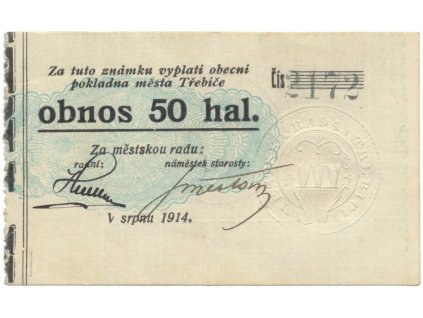 Za tuto známku vyplatí obecní
pokladna města Třebíče
Čís 2172
obnos 50 hal.
Za městskou radu:
radní: náměstek starosty:
V srpnu 1914.